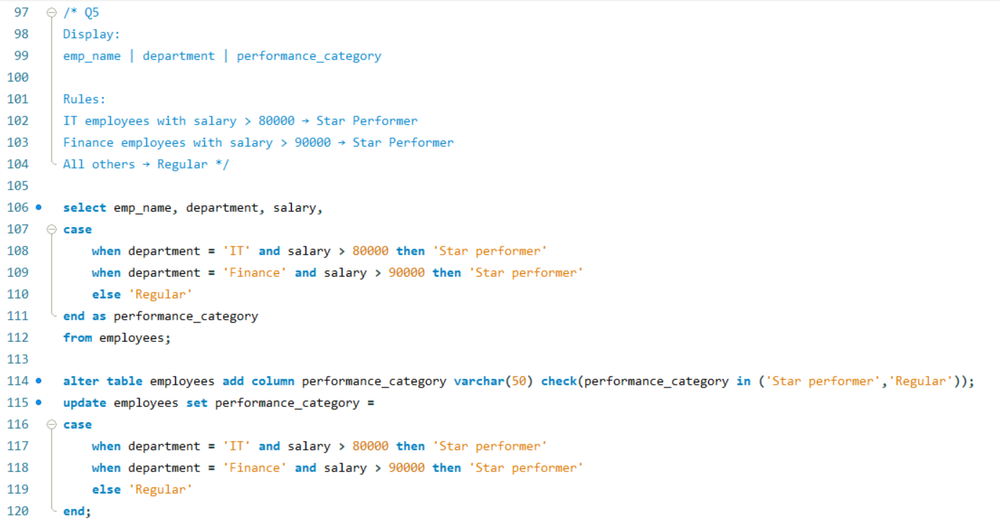 97 /* Q5
98 Display:
99 emp_name | department | performance_category
100
101 Rules:
102 IT employees with salary > 80000 → Star Performer
103 Finance employees with salary > 90000 → Star Performer
104 All others → Regular */
105
106 select emp_name, department, salary,
107 case
108 when department = 'IT' and salary > 80000 then 'Star performer'
109 when department = 'Finance' and salary > 90000 then 'Star performer'
110 else 'Regular'
111 end as performance_category
112 from employees;
113
114 alter table employees add column performance_category varchar(50) check(performance_category in ('Star performer','Regular'));
115 update employees set performance_category =
116 case
117 when department = 'IT' and salary > 80000 then 'Star performer'
118 when department = 'Finance' and salary > 90000 then 'Star performer'
119 else 'Regular'
120 end;